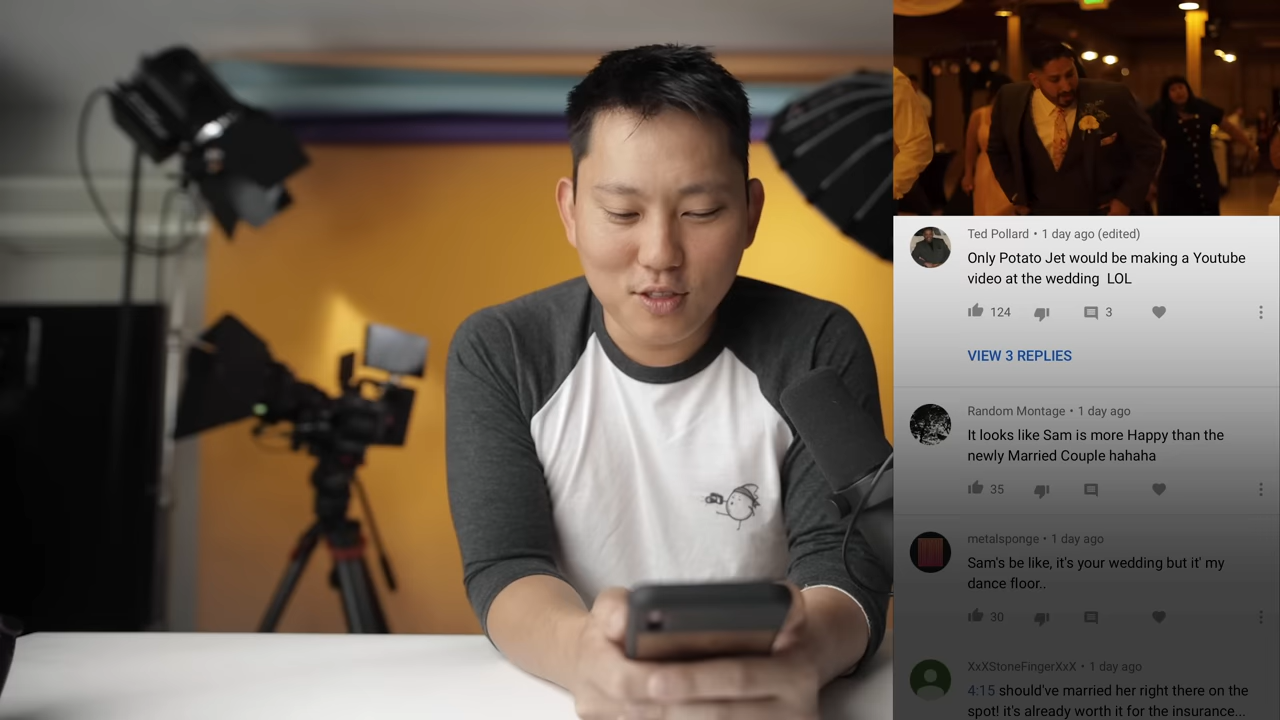 Ted Pollard • 1 day ago (edited)
Only Potato Jet would be making a Youtube
video at the wedding LOL
124
3
VIEW 3 REPLIES
Random Montage • 1 day ago
It looks like Sam is more Happy than the
newly Married Couple hahaha
35
metalsponge • 1 day ago
Sam's be like, it's your wedding but it' my
dance floor..
30
XxXStoneFingerXxX • 1 day ago
4:15 should've married her right there on the
spot! it's already worth it for the insurance...